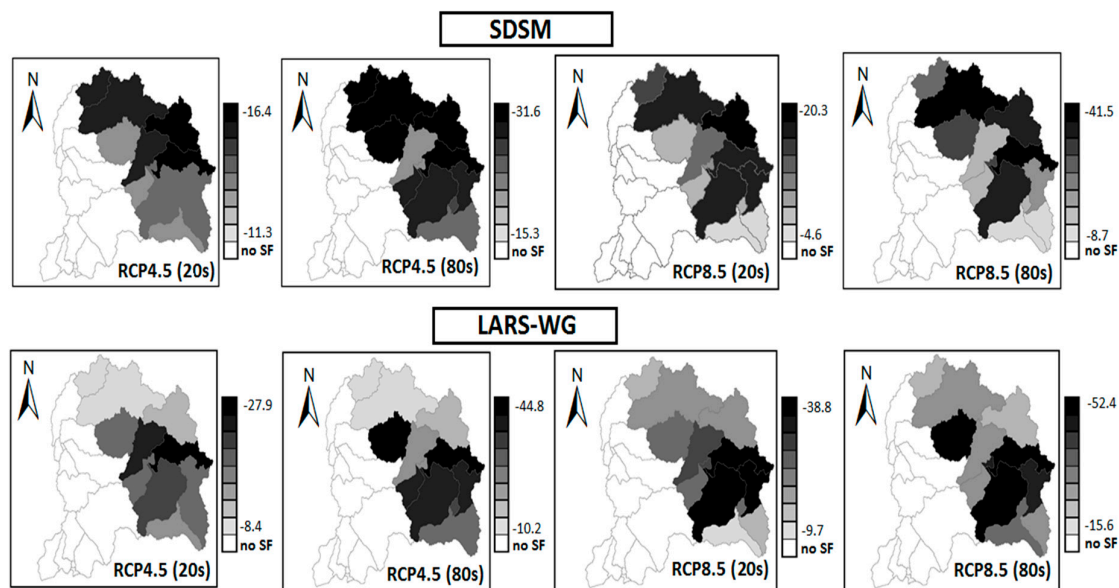 SDSM
N
-16.4
-11.3
no SF
RCP4.5 (20s)
N
-31.6
-15.3
no SF
RCP4.5 (80s)
N
-20.3
-4.6
no SF
RCP8.5 (20s)
N
-41.5
-8.7
no SF
RCP8.5 (80s)
LARS-WG
N
-27.9
-8.4
no SF
RCP4.5 (20s)
N
-44.8
-10.2
no SF
RCP4.5 (80s)
N
-38.8
-9.7
no SF
RCP8.5 (20s)
N
-52.4
-15.6
no SF
RCP8.5 (80s)